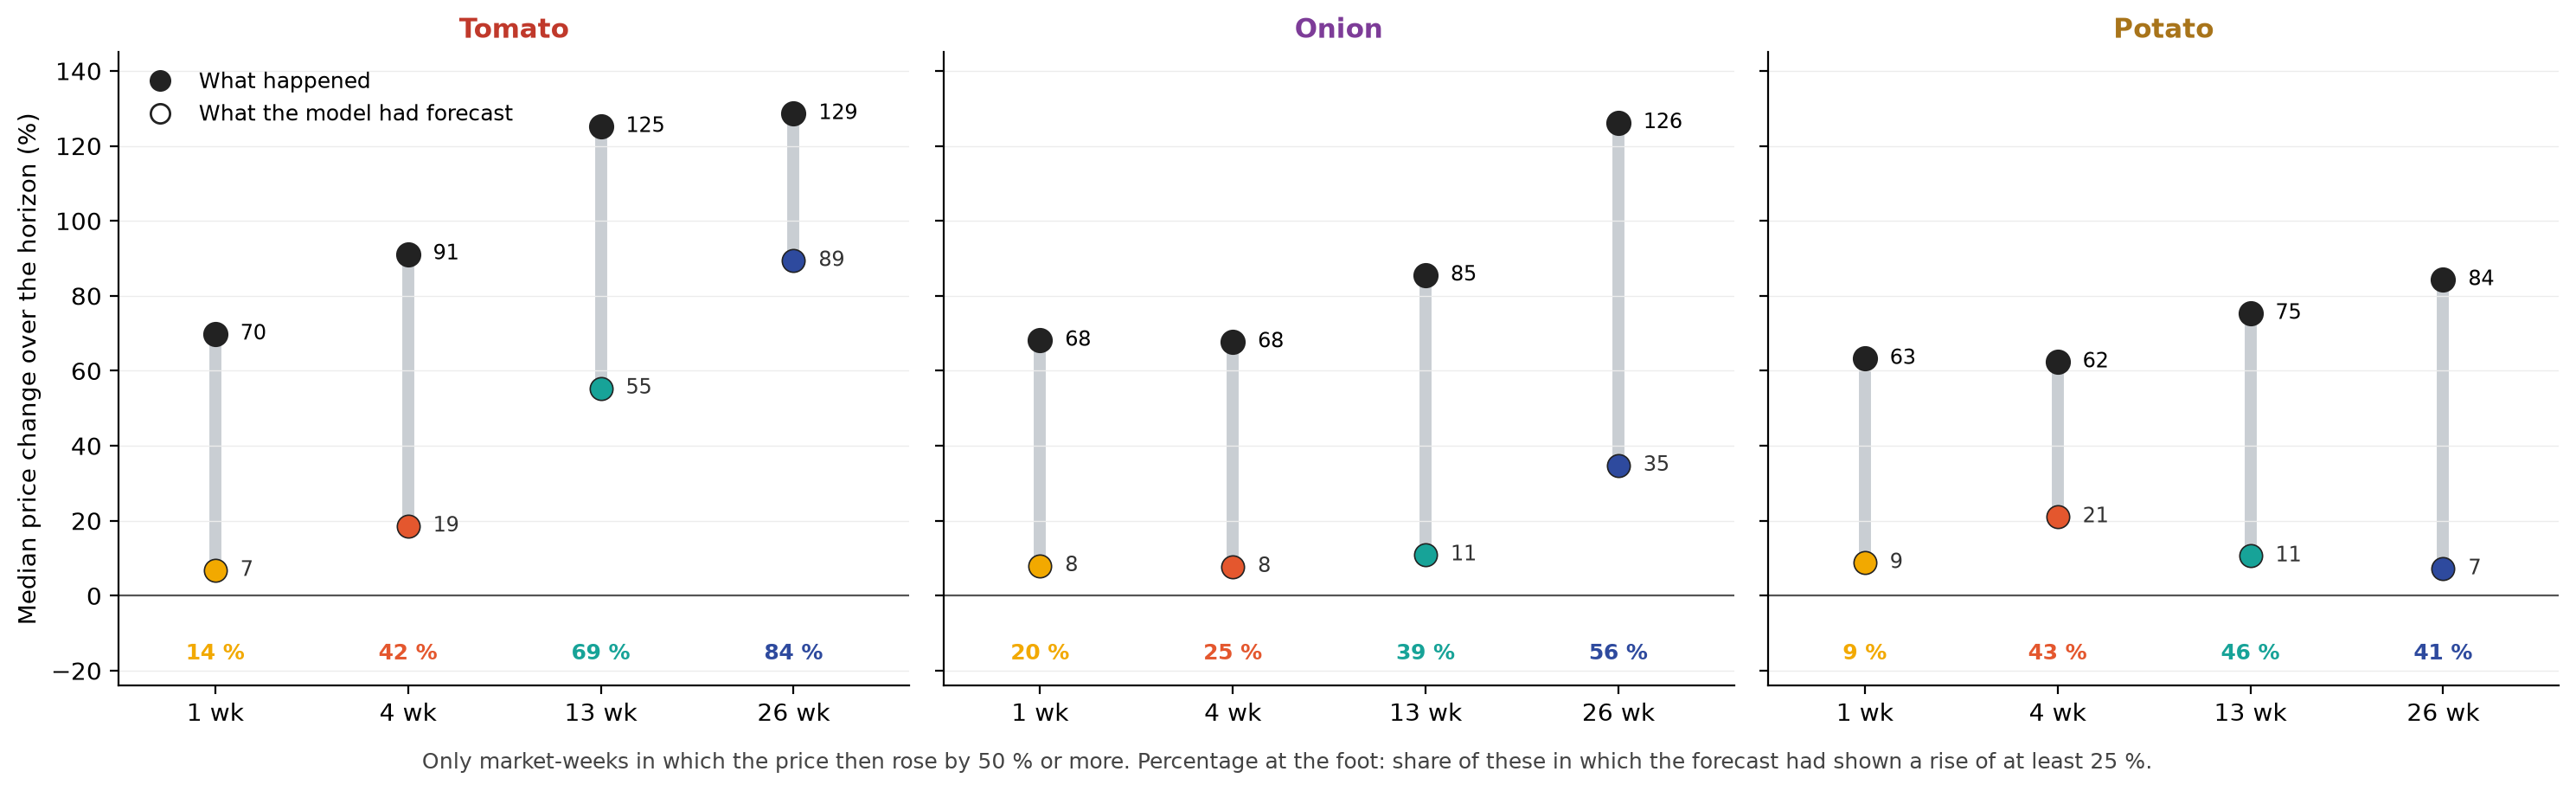 Tomato
Onion
Potato
Median price change over the horizon (%)
140
120
100
80
60
40
20
0
−20
What happened
What the model had forecast
70
7
91
19
125
55
129
89
14 %
42 %
69 %
84 %
1 wk
4 wk
13 wk
26 wk
68
8
68
8
85
11
126
35
20 %
25 %
39 %
56 %
1 wk
4 wk
13 wk
26 wk
63
9
62
21
75
11
84
7
9 %
43 %
46 %
41 %
1 wk
4 wk
13 wk
26 wk
Only market-weeks in which the price then rose by 50 % or more. Percentage at the foot: share of these in which the forecast had shown a rise of at least 25 %.